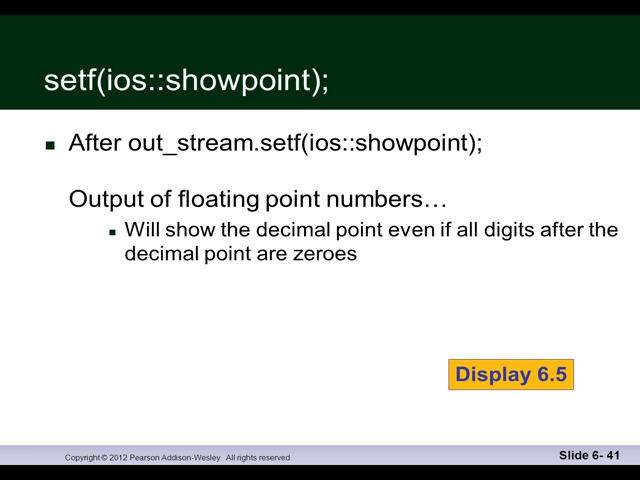 setf(ios::showpoint);
After out_stream.setf(ios::showpoint);
Output of floating point numbers…
Will show the decimal point even if all digits after the
decimal point are zeroes
Display 6.5
Copyright © 2012 Pearson Addison-Wesley. All rights reserved.
Slide 6- 41